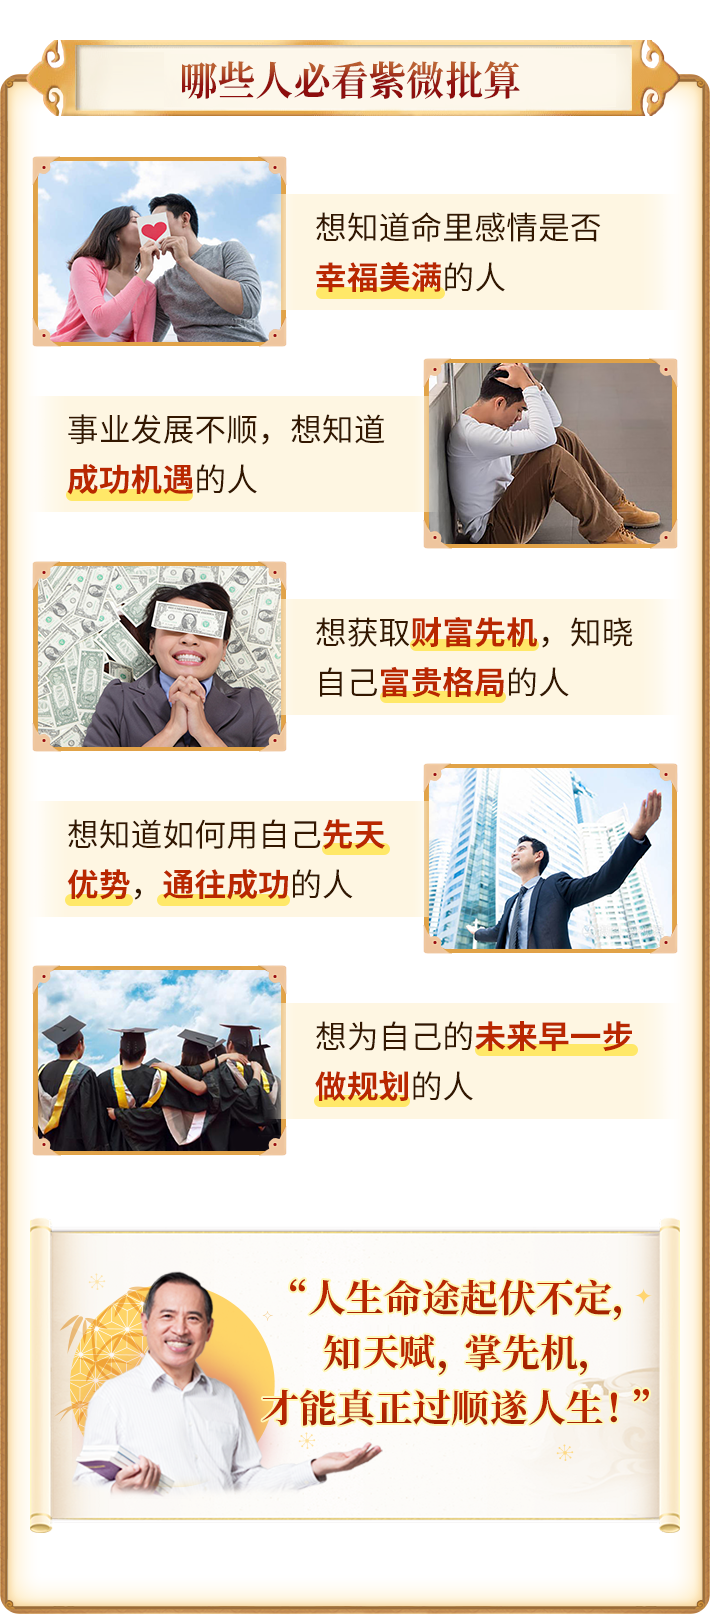 哪些人必看紫微批算
想知道命里感情是否
幸福美满的人
事业发展不顺，想知道
成功机遇的人
想获取财富先机，知晓
自己富贵格局的人
想知道如何用自己先天
优势，通往成功的人
想为自己的未来早一步
做规划的人
“人生命途起伏不定，
知天赋，掌先机，
才能真正过顺遂人生！”